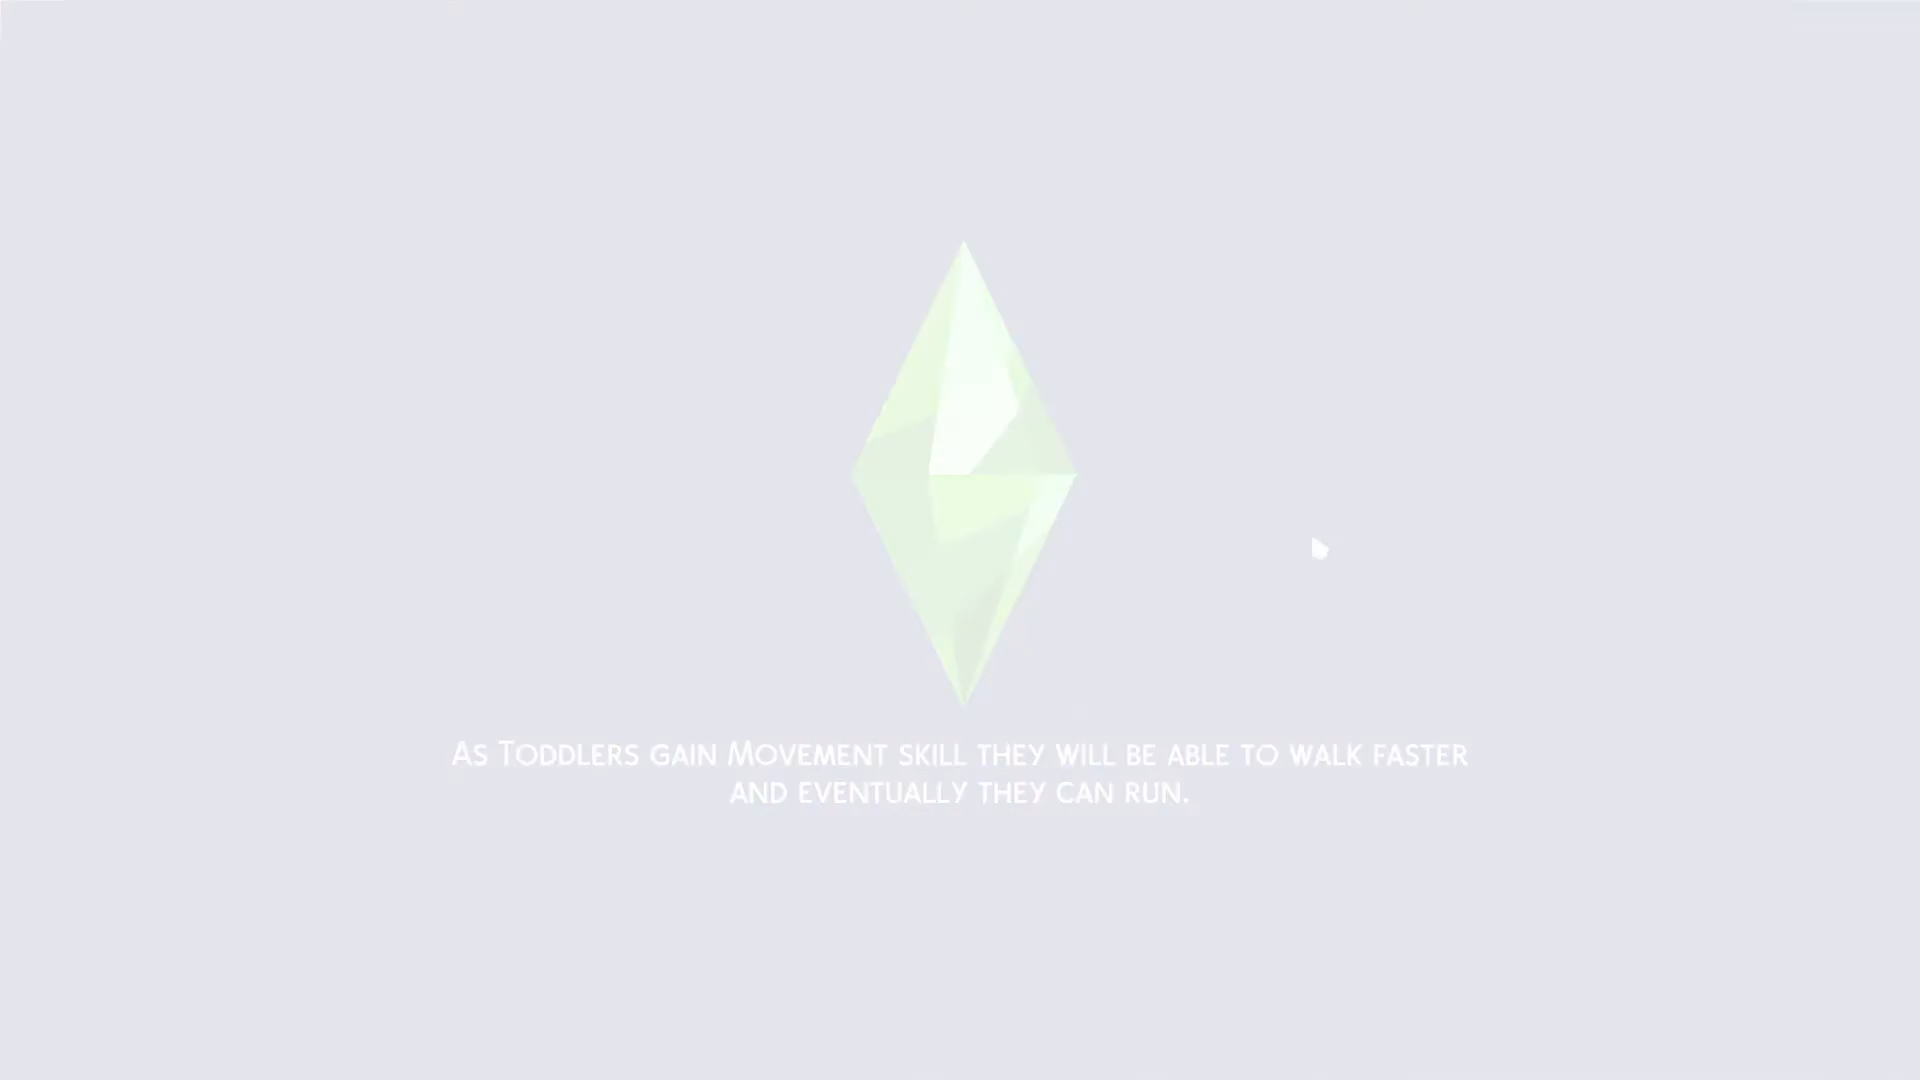 As Toddlers gain Movement skill they will be able to walk faster
and eventually they can run.